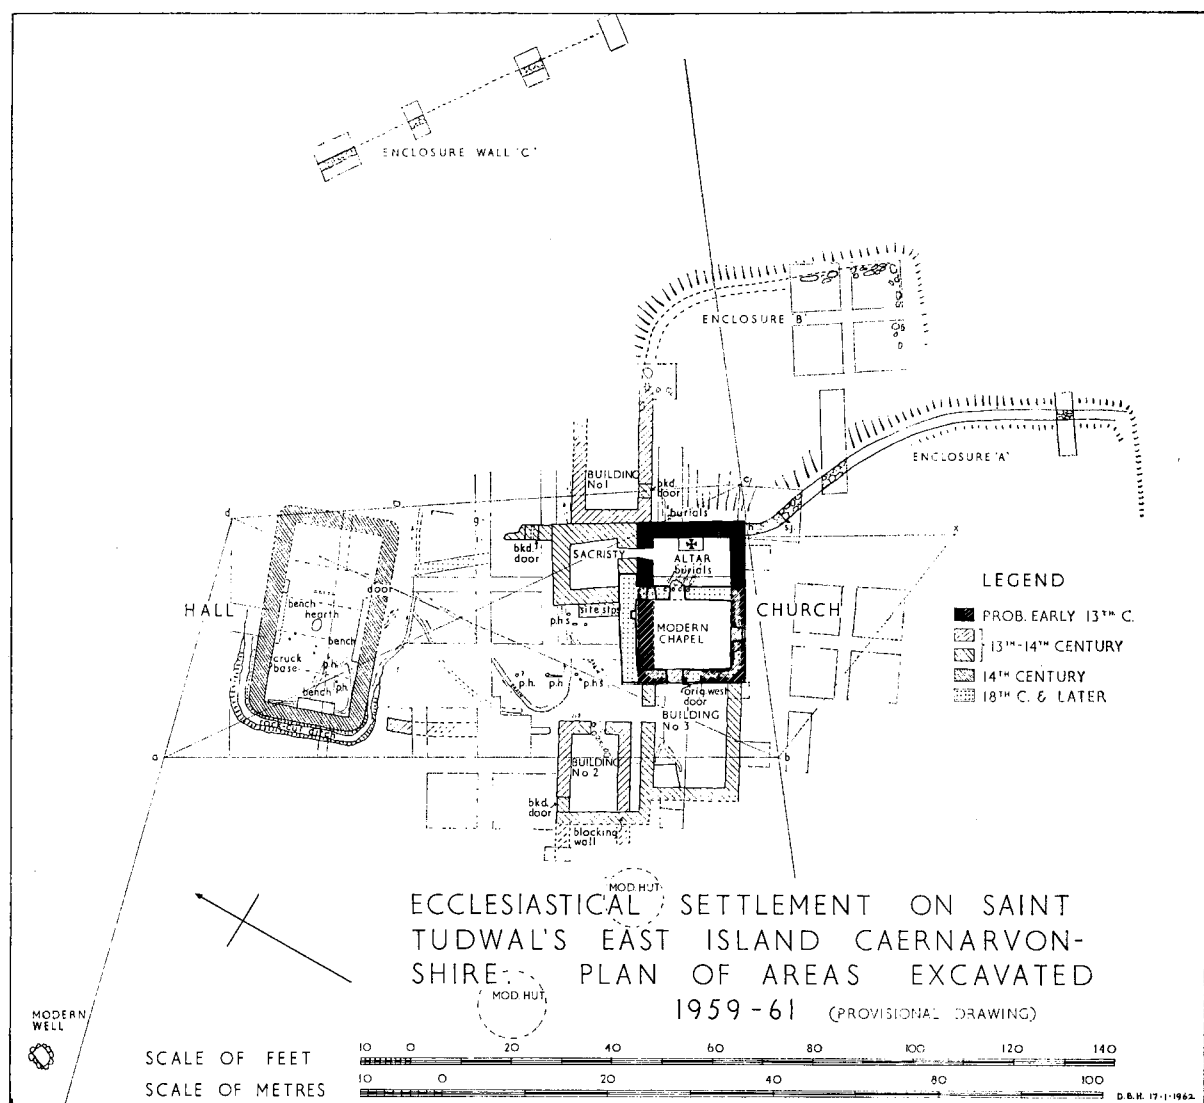 ENCLOSURE WALL 'C'
ENCLOSURE 'B'
ENCLOSURE 'A'
BUILDING
No 1
bkd.
door
burials
c
h
s.j.
x
d
g
bkd.
door
SACRISTY
ALTAR
burials
HALL
door
bench
hearth
bench
cruck
base
p.h.
ph.
bench
site slps
phs
MODERN
CHAPEL
CHURCH
p.h.
p.h
phs
orig. west
door
BUILDING
No 3
a
b
BUILDING
No 2
bkd.
door
blocking
wall
LEGEND
PROB. EARLY 13TH C.
13TH-14TH CENTURY
14TH CENTURY
18TH C. & LATER
MOD. HUT
ECCLESIASTICAL SETTLEMENT ON SAINT
TUDWAL'S EAST ISLAND CAERNARVON-
SHIRE: PLAN OF AREAS EXCAVATED
MOD. HUT
1959-61 (PROVISIONAL DRAWING)
MODERN
WELL
SCALE OF FEET 10 0 20 40 60 80 100 120 140
SCALE OF METRES 10 0 20 40 80 100
D.B.H. 17-1-1962